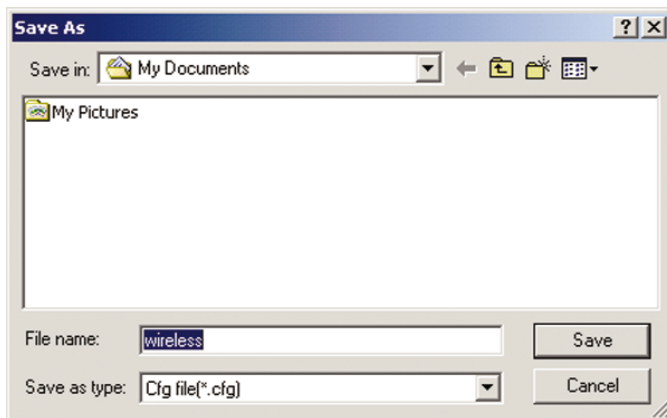 Save As
Save in: My Documents
My Pictures
File name: wireless Save
Save as type: Cfg file(*.cfg) Cancel